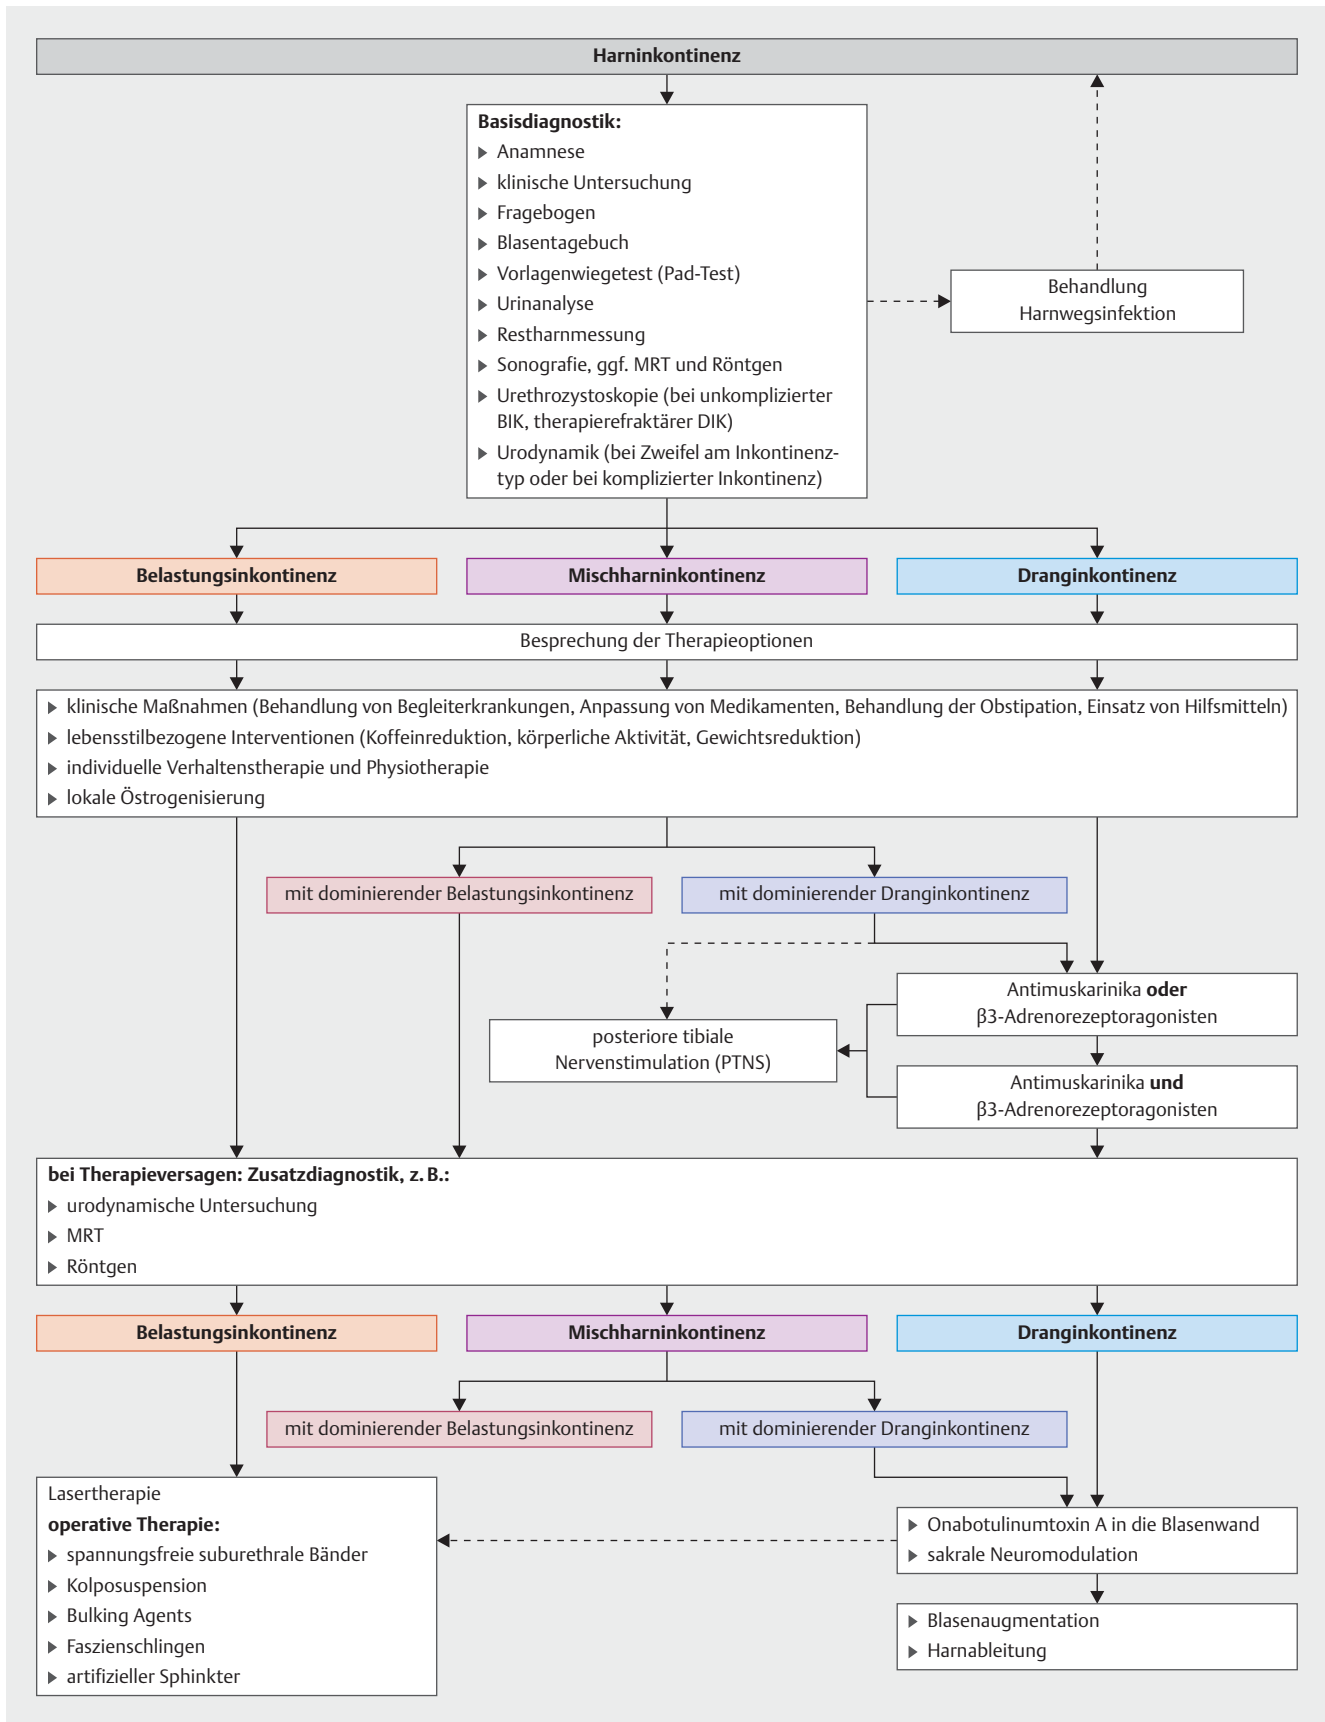 Harninkontinenz
Basisdiagnostik:
▶ Anamnese
▶ klinische Untersuchung
▶ Fragebogen
▶ Blasentagebuch
▶ Vorlagenwiegetest (Pad-Test)
▶ Urinanalyse
▶ Restharnmessung
▶ Sonografie, ggf. MRT und Röntgen
▶ Urethrozystoskopie (bei unkomplizierter
BIK, therapierefraktärer DIK)
▶ Urodynamik (bei Zweifel am Inkontinenz-
typ oder bei komplizierter Inkontinenz)
Behandlung
Harnwegsinfektion
Belastungsinkontinenz
Mischharninkontinenz
Dranginkontinenz
Besprechung der Therapieoptionen
▶ klinische Maßnahmen (Behandlung von Begleiterkrankungen, Anpassung von Medikamenten, Behandlung der Obstipation, Einsatz von Hilfsmitteln)
▶ lebensstilbezogene Interventionen (Koffeinreduktion, körperliche Aktivität, Gewichtsreduktion)
▶ individuelle Verhaltenstherapie und Physiotherapie
▶ lokale Östrogenisierung
mit dominierender Belastungsinkontinenz
mit dominierender Dranginkontinenz
Antimuskarinika oder
β3-Adrenorezeptoragonisten
posteriore tibiale
Nervenstimulation (PTNS)
Antimuskarinika und
β3-Adrenorezeptoragonisten
bei Therapieversagen: Zusatzdiagnostik, z. B.:
▶ urodynamische Untersuchung
▶ MRT
▶ Röntgen
Belastungsinkontinenz
Mischharninkontinenz
Dranginkontinenz
mit dominierender Belastungsinkontinenz
mit dominierender Dranginkontinenz
Lasertherapie
operative Therapie:
▶ spannungsfreie suburethrale Bänder
▶ Kolposuspension
▶ Bulking Agents
▶ Faszienschlingen
▶ artifizieller Sphinkter
▶ Onabotulinumtoxin A in die Blasenwand
▶ sakrale Neuromodulation
▶ Blasenaugmentation
▶ Harnableitung